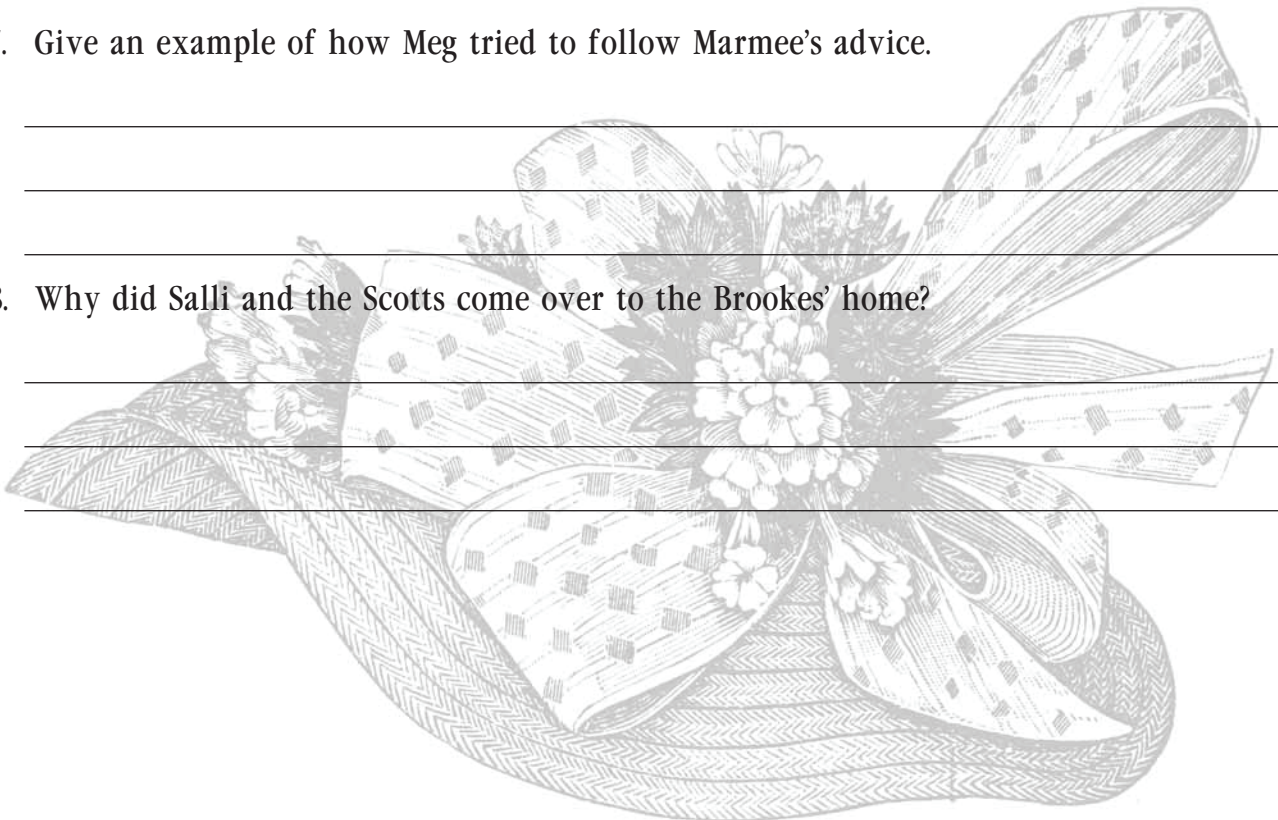 . Give an example of how Meg tried to follow Marmee’s advice.
. Why did Salli and the Scotts come over to the Brookes’ home?